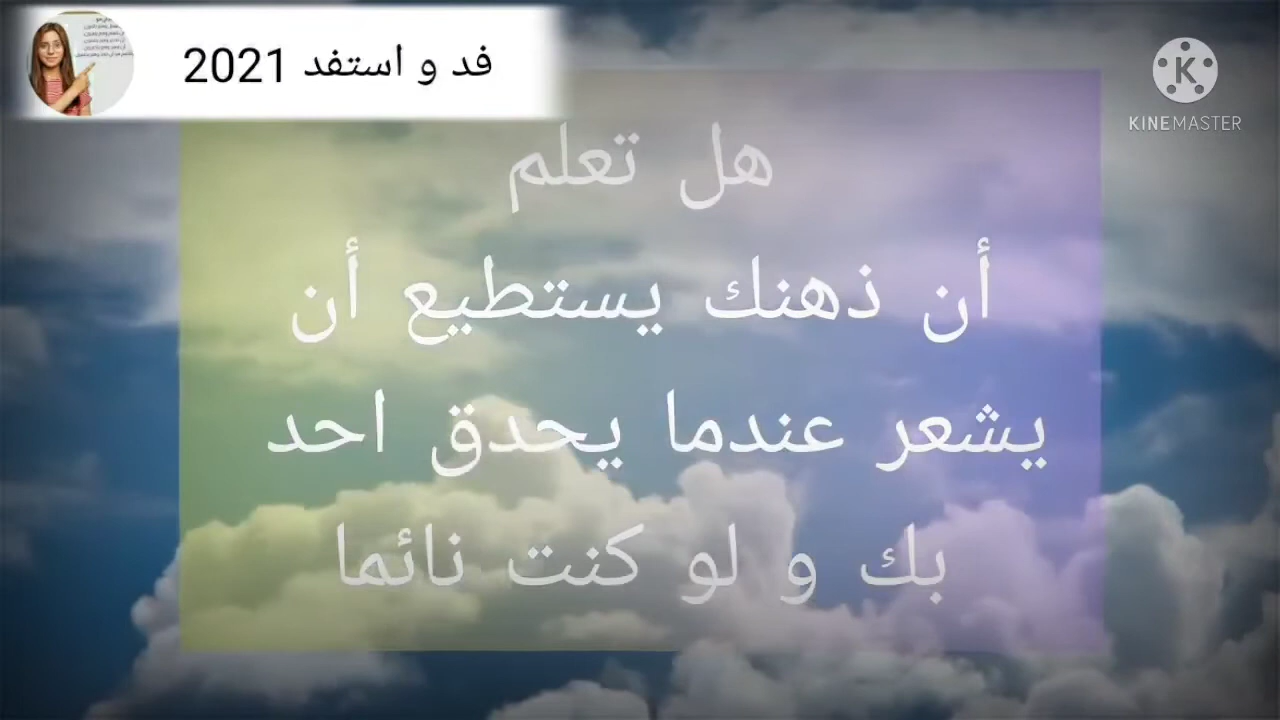 فد و استفد 2021
KINEMASTER
هل تعلم
أن ذهنك يستطيع أن
يشعر عندما يحدق احد
بك و لو كنت نائما